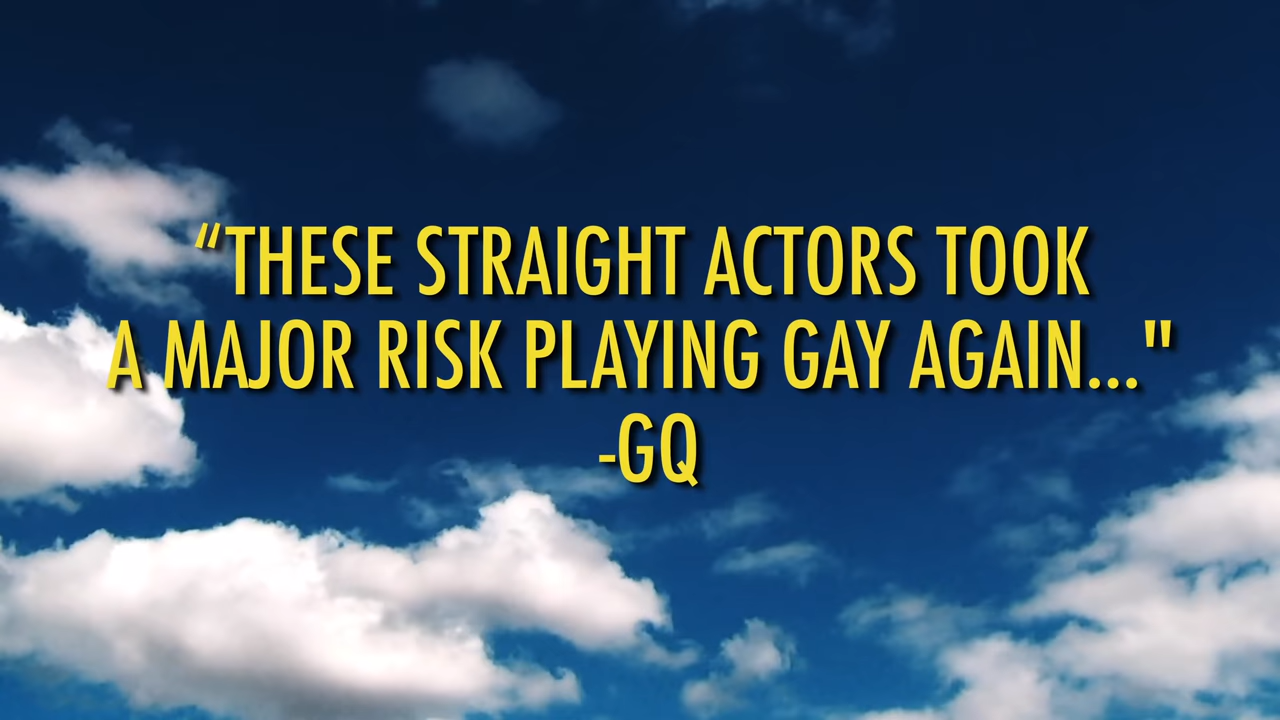 “THESE STRAIGHT ACTORS TOOK
A MAJOR RISK PLAYING GAY AGAIN..."
-GQ